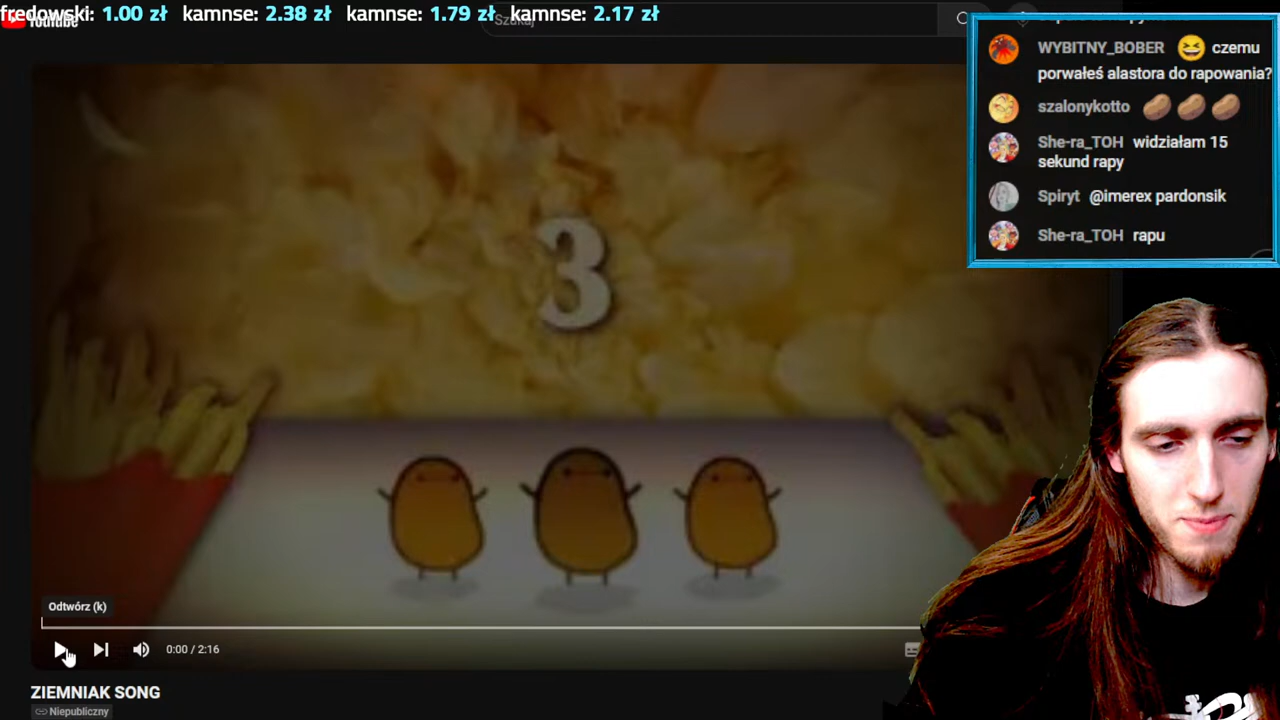 fredowski: 1.00 zł kamnse: 2.38 zł kamnse: 1.79 zł kamnse: 2.17 zł
YouTube
Szukaj
WYBITNY_BOBER 😆 czemu
porwałeś alastora do rapowania?
szalonykotto 🥔🥔🥔
She-ra_TOH widziałam 15
sekund rapy
Spiryt @imerex pardonsik
She-ra_TOH rapu
3
Odtwórz (k)
0:00 / 2:16
ZIEMNIAK SONG
Niepubliczny